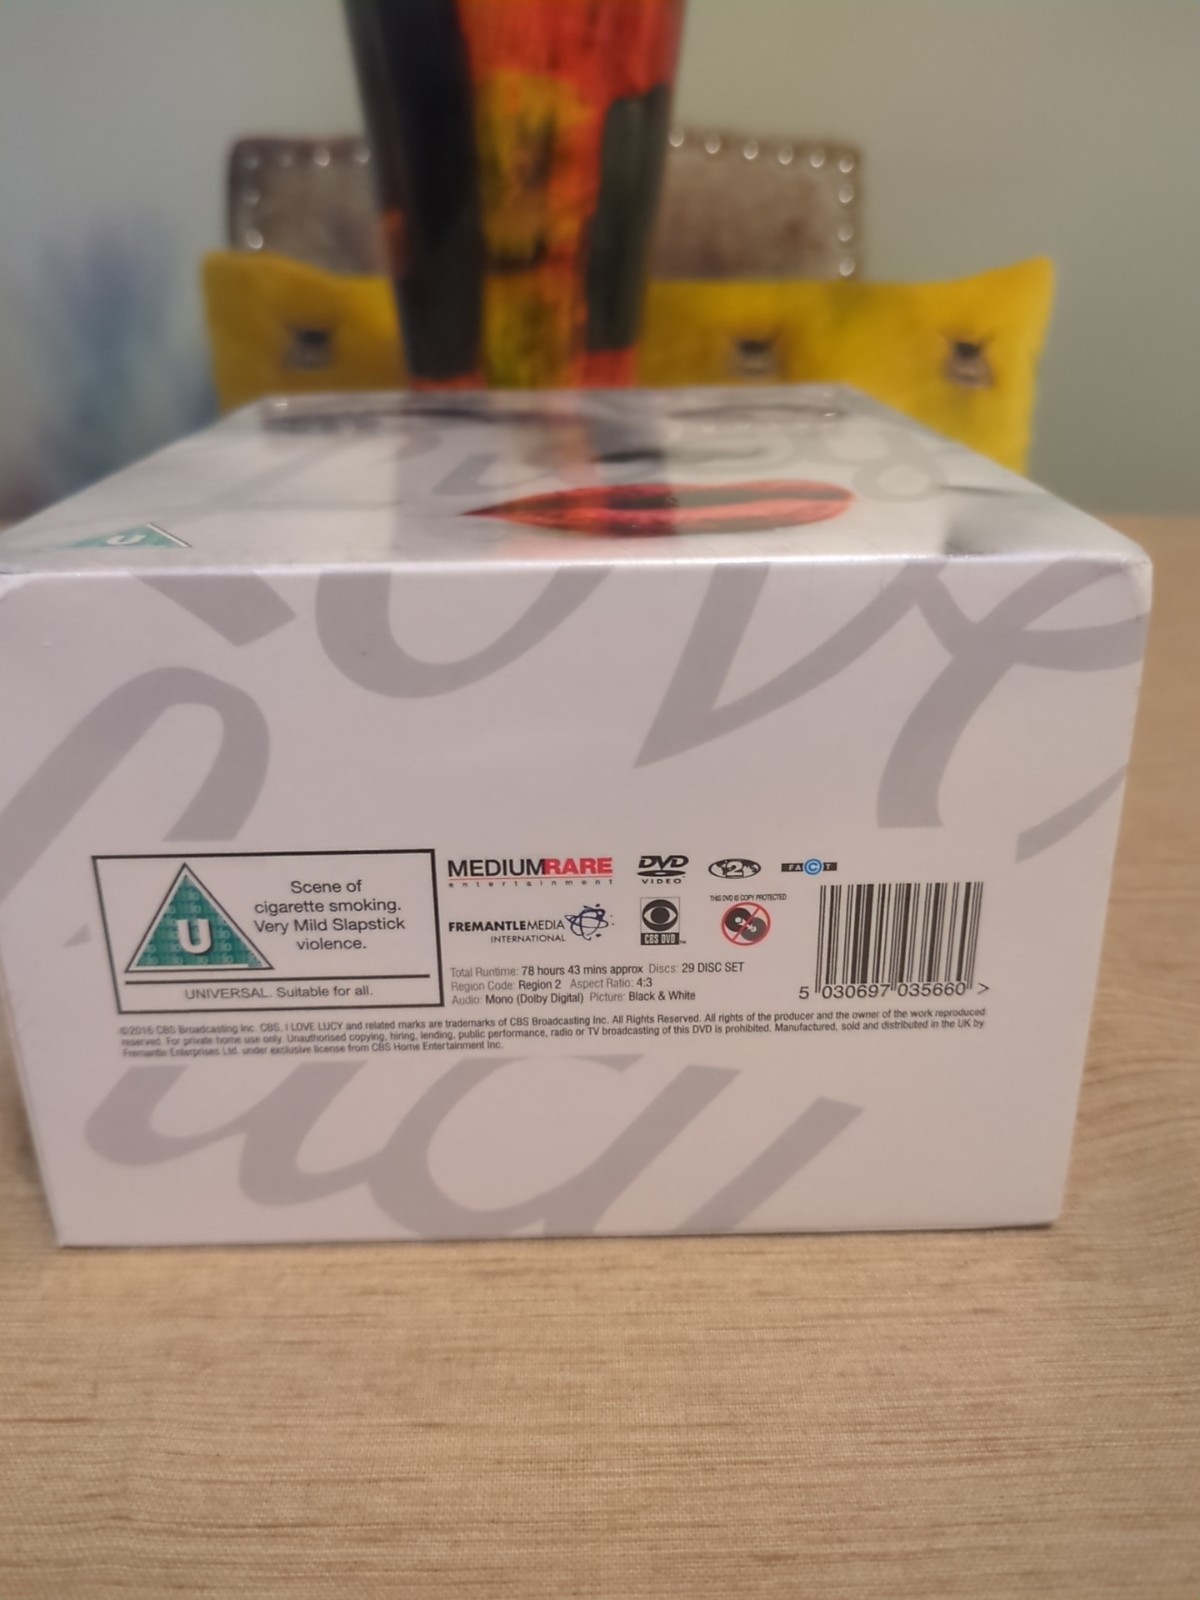 U
Love
Lucy
U
Scene of
cigarette smoking.
Very Mild Slapstick
violence.
UNIVERSAL. Suitable for all.
MEDIUMRARE
entertainment
DVD
VIDEO
2
FACT
FREMANTLEMEDIA
INTERNATIONAL
CBS DVD
THIS DVD IS COPY PROTECTED
Total Runtime: 78 hours 43 mins approx Discs: 29 DISC SET
Region Code: Region 2 Aspect Ratio: 4:3
Audio: Mono (Dolby Digital) Picture: Black & White
5 030697 035660 >
©2016 CBS Broadcasting Inc. CBS, I LOVE LUCY and related marks are trademarks of CBS Broadcasting Inc. All Rights Reserved. All rights of the producer and the owner of the work reproduced
reserved. For private home use only. Unauthorised copying, hiring, lending, public performance, radio or TV broadcasting of this DVD is prohibited. Manufactured, sold and distributed in the UK by
Fremantle Enterprises Ltd. under exclusive license from CBS Home Entertainment Inc.